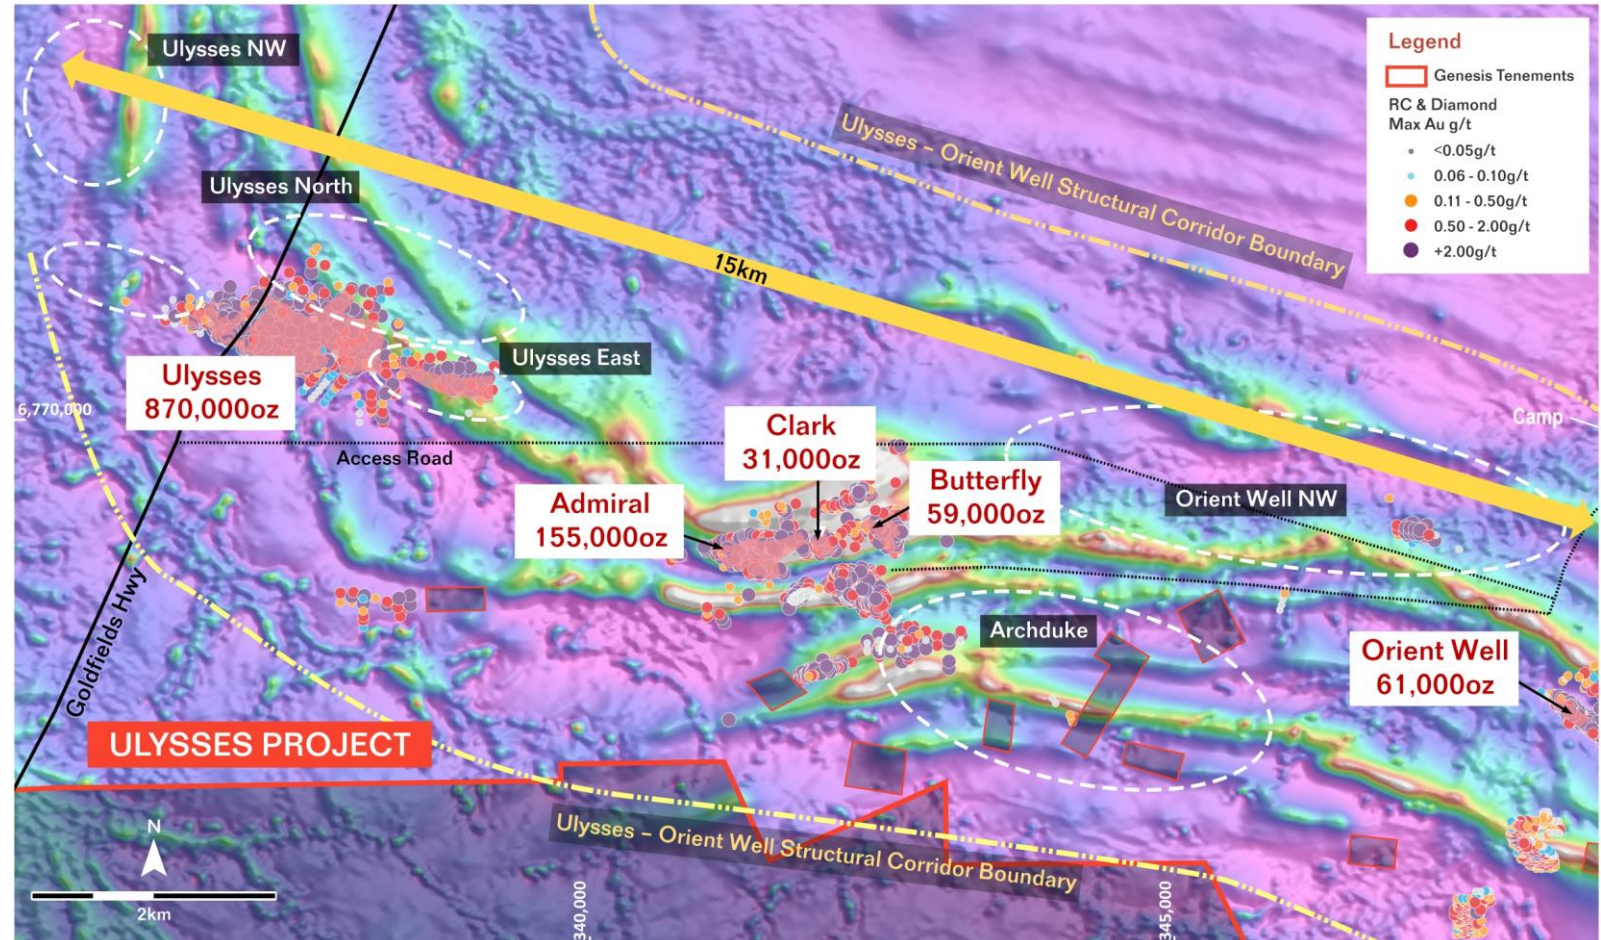 Ulysses NW
Ulysses North
Ulysses – Orient Well Structural Corridor Boundary
Legend
Genesis Tenements
RC & Diamond
Max Au g/t
<0.05g/t
0.06 - 0.10g/t
0.11 - 0.50g/t
0.50 - 2.00g/t
+2.00g/t
15km
Ulysses East
Ulysses
870,000oz
6,770,000
Camp
Access Road
Clark
31,000oz
Butterfly
59,000oz
Admiral
155,000oz
Orient Well NW
Goldfields Hwy
Archduke
Orient Well
61,000oz
ULYSSES PROJECT
Ulysses – Orient Well Structural Corridor Boundary
N
2km
340,000
345,000